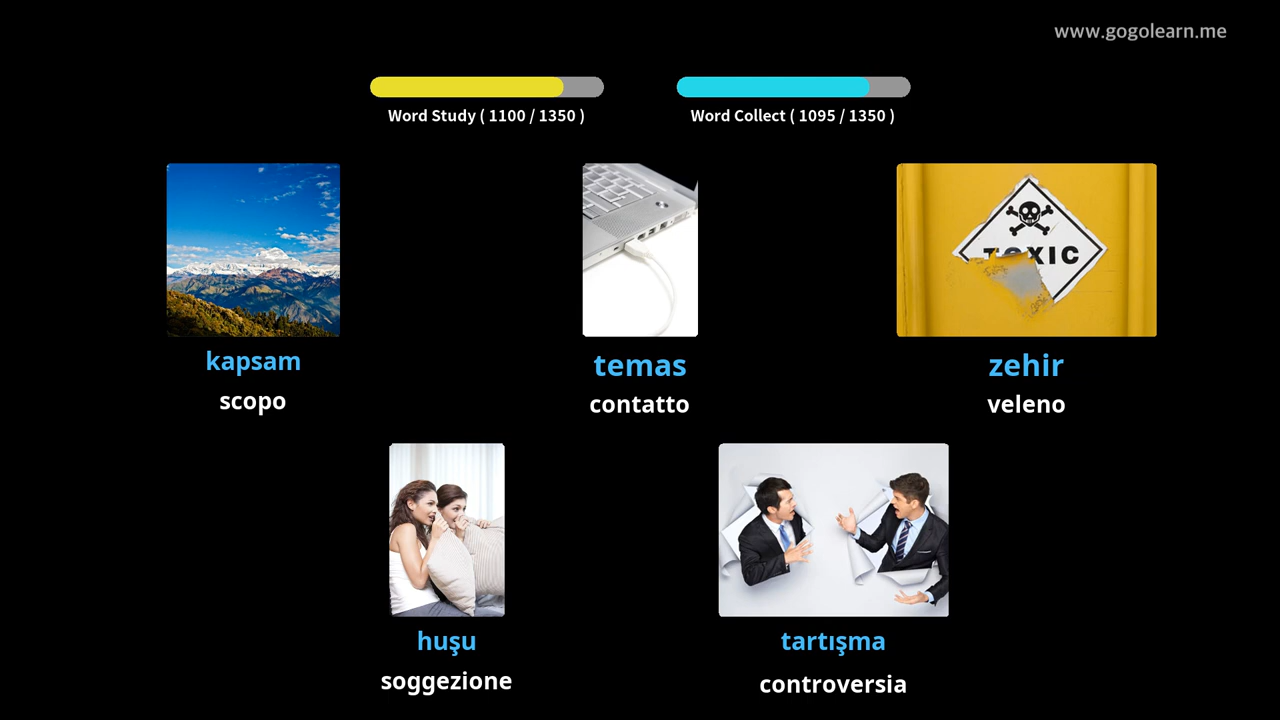 www.gogolearn.me
Word Study ( 1100 / 1350 )
Word Collect ( 1095 / 1350 )
TOXIC
kapsam
temas
zehir
scopo
contatto
veleno
huşu
tartışma
soggezione
controversia